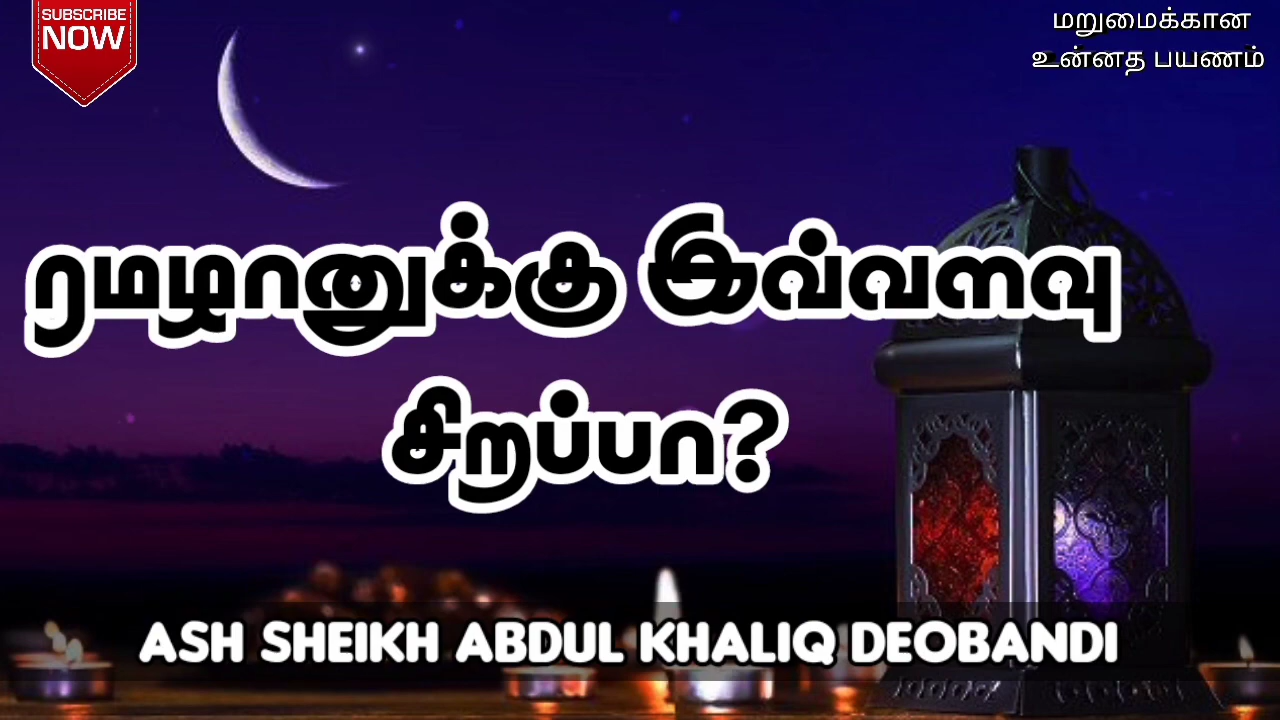 SUBSCRIBE
NOW
மறுமைக்கான
உன்னத பயணம்
ரமழானுக்கு இவ்வளவு
சிறப்பா?
ASH SHEIKH ABDUL KHALIQ DEOBANDI